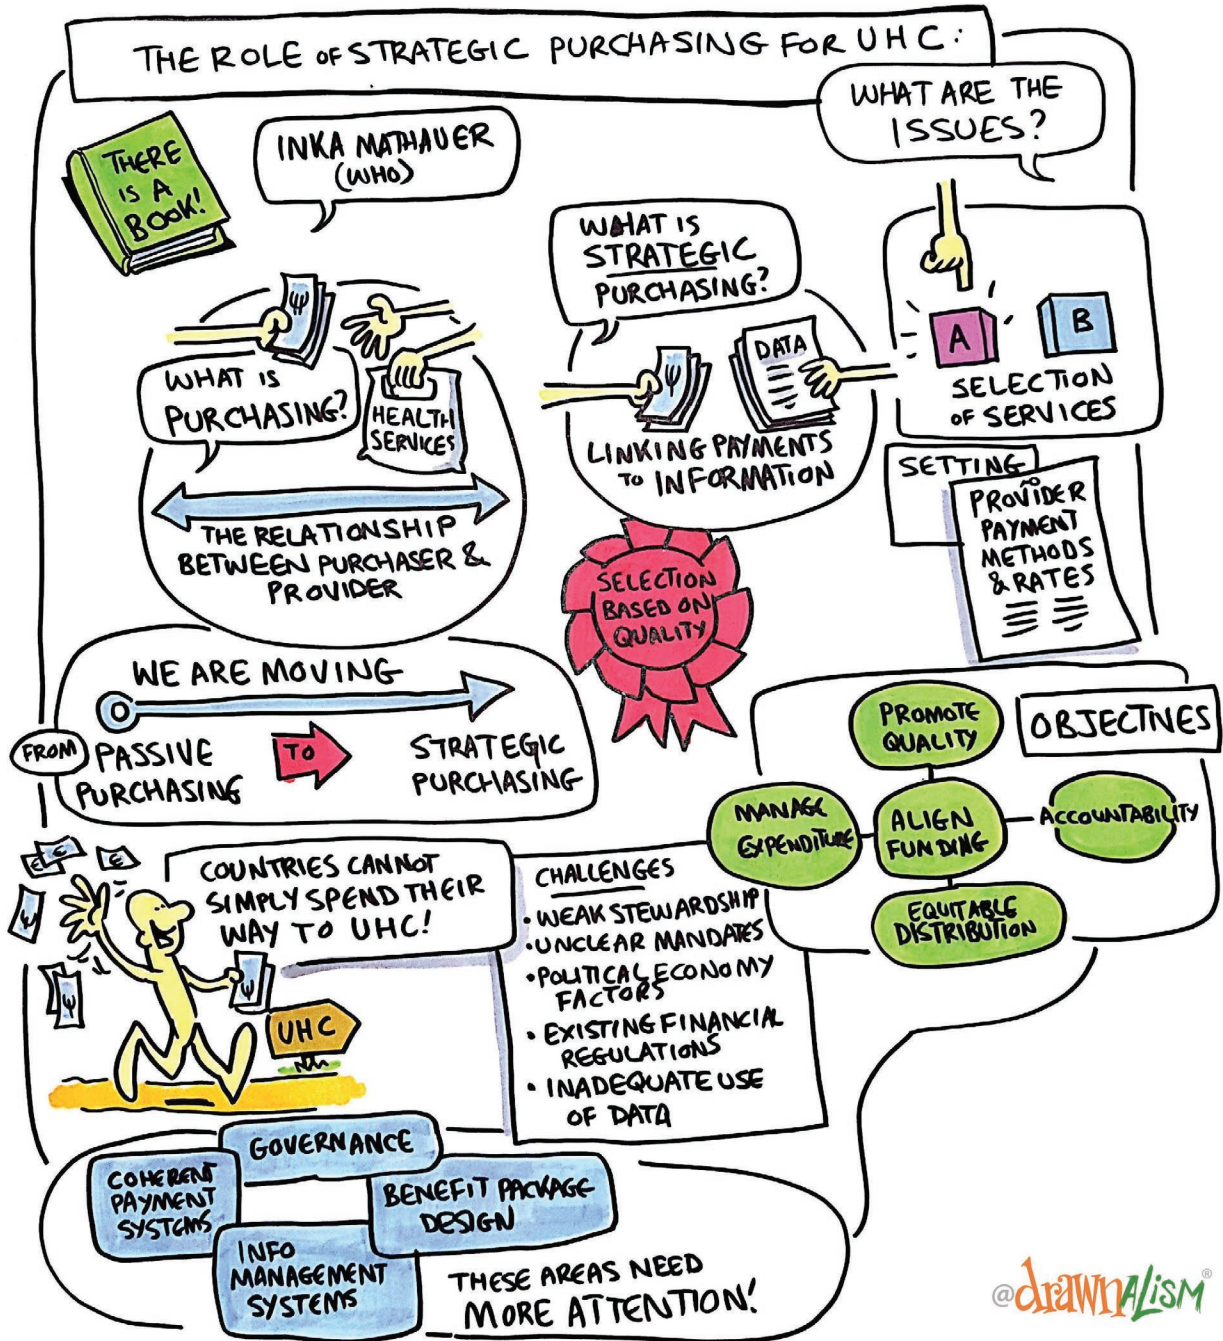 THE ROLE OF STRATEGIC PURCHASING FOR UHC:
WHAT ARE THE
ISSUES?
THERE
IS A
BOOK!
INKA MATHAUER
(WHO)
WHAT IS
PURCHASING?
HEALTH
SERVICES
THE RELATIONSHIP
BETWEEN PURCHASER &
PROVIDER
WHAT IS
STRATEGIC
PURCHASING?
DATA
LINKING PAYMENTS
TO INFORMATION
A
B
SELECTION
OF SERVICES
SETTING
PROVIDER
PAYMENT
METHODS
& RATES
SELECTION
BASED ON
QUALITY
WE ARE MOVING
FROM PASSIVE
PURCHASING
TO
STRATEGIC
PURCHASING
OBJECTIVES
PROMOTE
QUALITY
MANAGE
EXPENDITURE
ALIGN
FUNDING
ACCOUNTABILITY
EQUITABLE
DISTRIBUTION
COUNTRIES CANNOT
SIMPLY SPEND THEIR
WAY TO UHC!
UHC
CHALLENGES
• WEAK STEWARDSHIP
• UNCLEAR MANDATES
• POLITICAL ECONOMY
FACTORS
• EXISTING FINANCIAL
REGULATIONS
• INADEQUATE USE
OF DATA
GOVERNANCE
COHERENT
PAYMENT
SYSTEMS
BENEFIT PACKAGE
DESIGN
INFO
MANAGEMENT
SYSTEMS
THESE AREAS NEED
MORE ATTENTION!
@drawnALiSM®